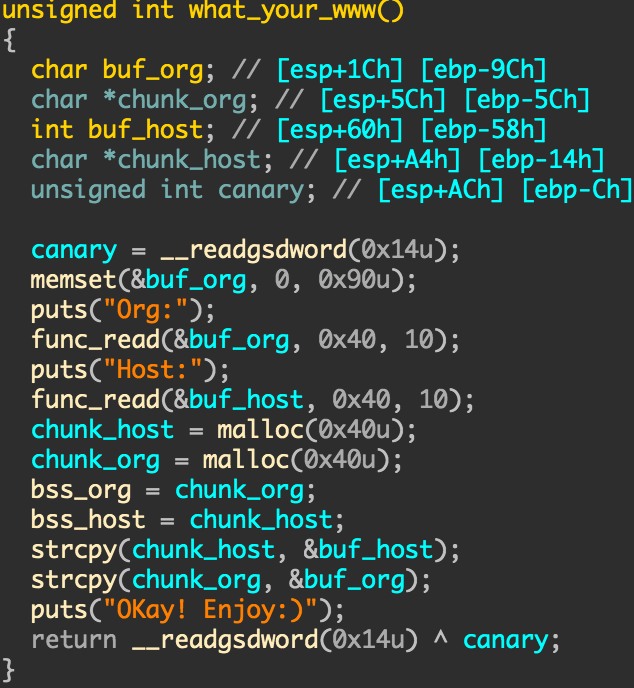 unsigned int what_your_www()
{
  char buf_org; // [esp+1Ch] [ebp-9Ch]
  char *chunk_org; // [esp+5Ch] [ebp-5Ch]
  int buf_host; // [esp+60h] [ebp-58h]
  char *chunk_host; // [esp+A4h] [ebp-14h]
  unsigned int canary; // [esp+ACh] [ebp-Ch]

  canary = __readgsdword(0x14u);
  memset(&buf_org, 0, 0x90u);
  puts("Org:");
  func_read(&buf_org, 0x40, 10);
  puts("Host:");
  func_read(&buf_host, 0x40, 10);
  chunk_host = malloc(0x40u);
  chunk_org = malloc(0x40u);
  bss_org = chunk_org;
  bss_host = chunk_host;
  strcpy(chunk_host, &buf_host);
  strcpy(chunk_org, &buf_org);
  puts("OKay! Enjoy:)");
  return __readgsdword(0x14u) ^ canary;
}